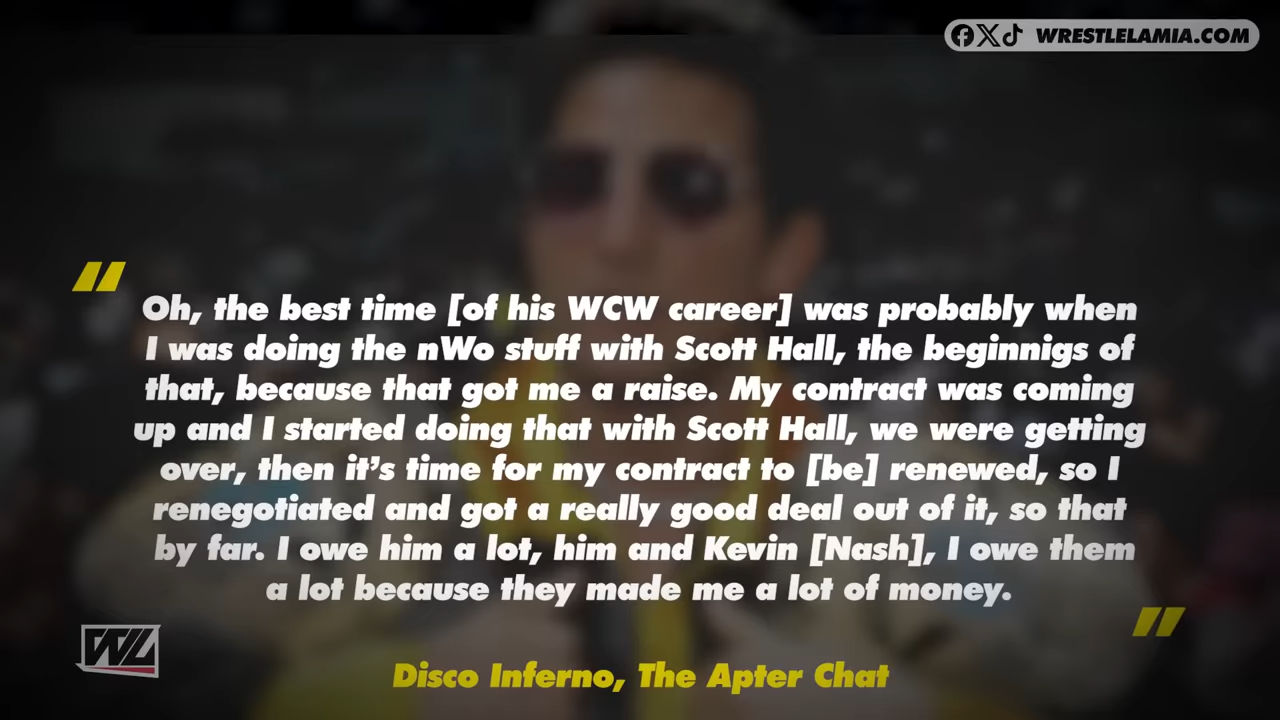 WRESTLELAMIA.COM
"
Oh, the best time [of his WCW career] was probably when
I was doing the nWo stuff with Scott Hall, the beginnigs of
that, because that got me a raise. My contract was coming
up and I started doing that with Scott Hall, we were getting
over, then it’s time for my contract to [be] renewed, so I
renegotiated and got a really good deal out of it, so that
by far. I owe him a lot, him and Kevin [Nash], I owe them
a lot because they made me a lot of money.
"
WL
Disco Inferno, The Apter Chat